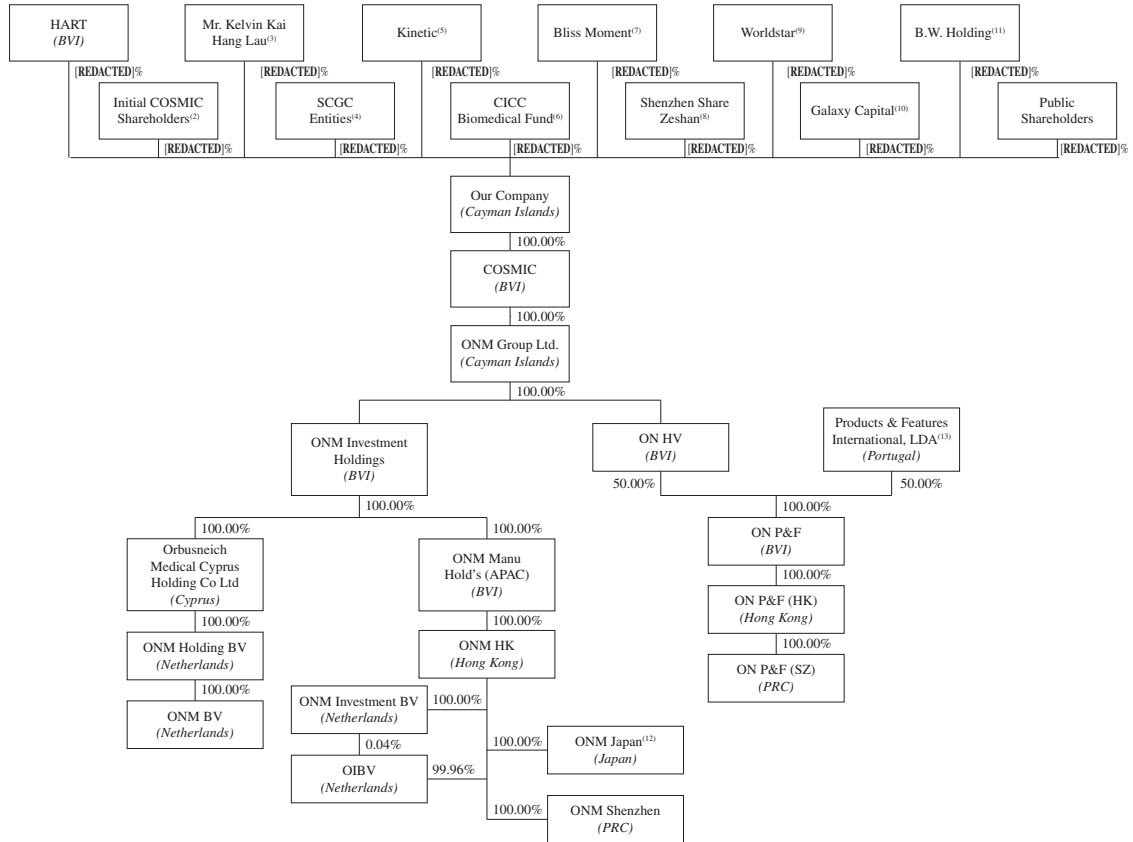 HART
(BVI)
Mr. Kelvin Kai
Hang Lau(3)
Kinetic(5)
Bliss Moment(7)
Worldstar(9)
B.W. Holding(11)
[REDACTED]%
[REDACTED]%
[REDACTED]%
[REDACTED]%
[REDACTED]%
[REDACTED]%
Initial COSMIC
Shareholders(2)
SCGC
Entities(4)
CICC
Biomedical Fund(6)
Shenzhen Share
Zeshan(8)
Galaxy Capital(10)
Public
Shareholders
[REDACTED]%
[REDACTED]%
[REDACTED]%
[REDACTED]%
[REDACTED]%
[REDACTED]%
Our Company
(Cayman Islands)
100.00%
COSMIC
(BVI)
100.00%
ONM Group Ltd.
(Cayman Islands)
100.00%
ONM Investment
Holdings
(BVI)
ON HV
(BVI)
Products & Features
International, LDA(13)
(Portugal)
50.00%
50.00%
100.00%
100.00%
100.00%
100.00%
Orbusneich
Medical Cyprus
Holding Co Ltd
(Cyprus)
ONM Manu
Hold's (APAC)
(BVI)
ON P&F
(BVI)
100.00%
ON P&F (HK)
(Hong Kong)
100.00%
100.00%
100.00%
ONM Holding BV
(Netherlands)
ONM HK
(Hong Kong)
ON P&F (SZ)
(PRC)
100.00%
ONM BV
(Netherlands)
ONM Investment BV
(Netherlands)
100.00%
0.04%
100.00%
ONM Japan(12)
(Japan)
OIBV
(Netherlands)
99.96%
100.00%
ONM Shenzhen
(PRC)